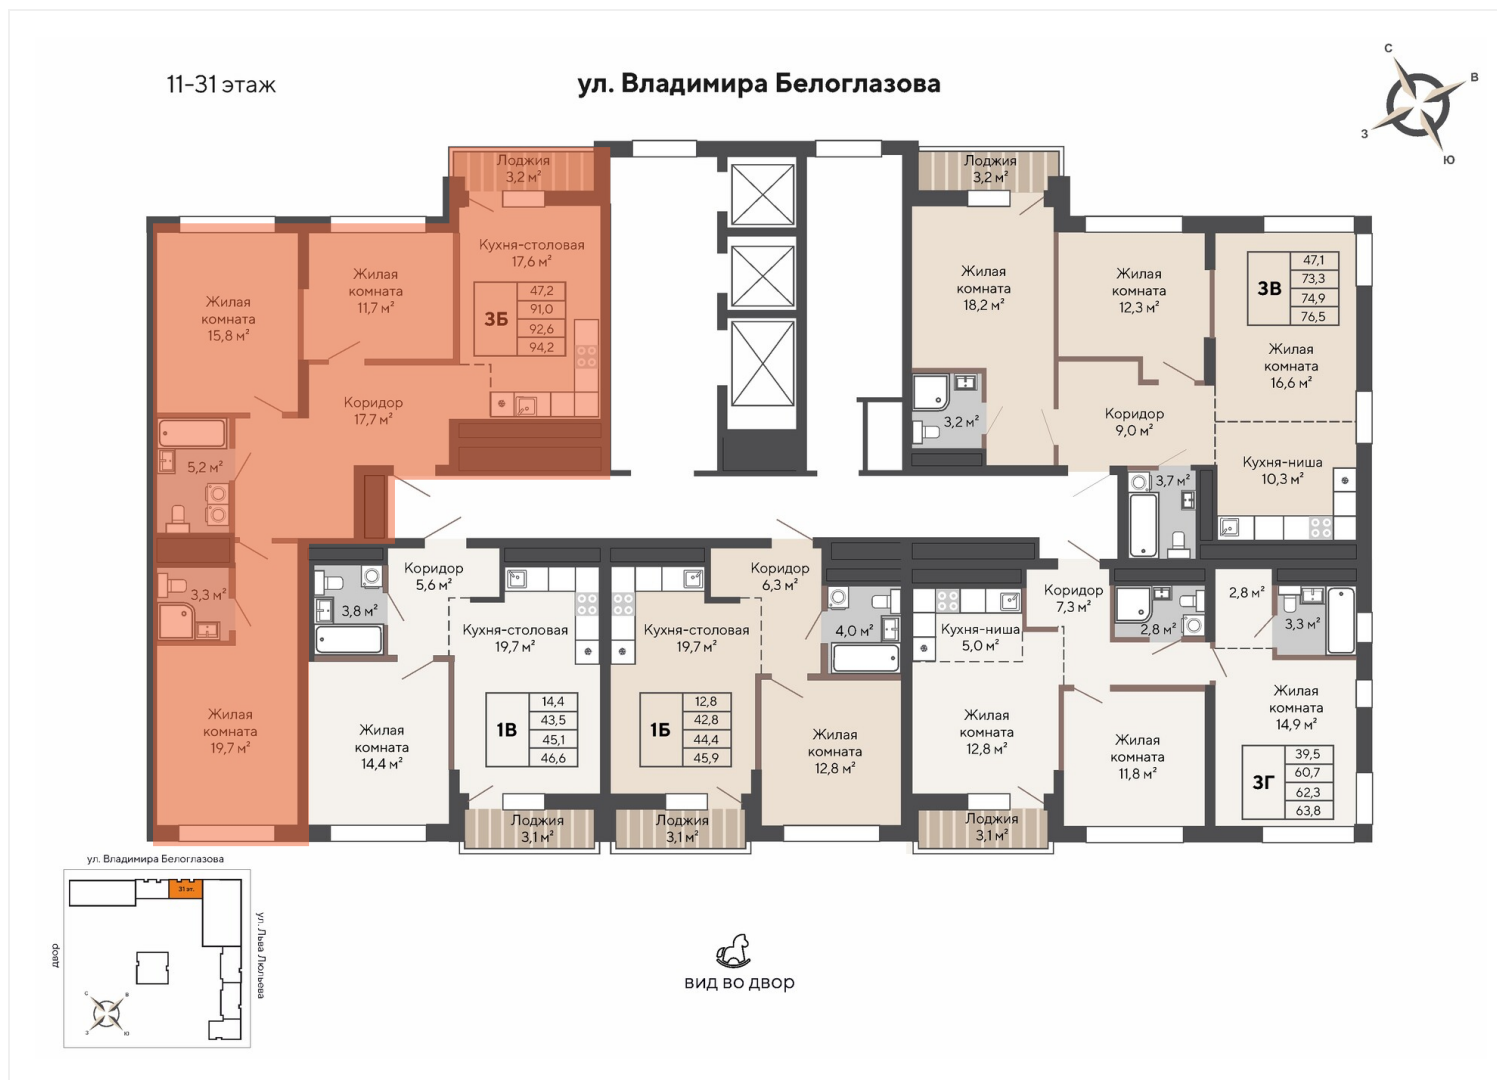 11-31 этаж
ул. Владимира Белоглазова
С
В
З
Ю
Лоджия
3,2 м²
Кухня-столовая
17,6 м²
3Б
47,2
91,0
92,6
94,2
Жилая
комната
11,7 м²
Жилая
комната
15,8 м²
Коридор
17,7 м²
5,2 м²
3,3 м²
Жилая
комната
19,7 м²
Лоджия
3,2 м²
Жилая
комната
18,2 м²
Жилая
комната
12,3 м²
3В
47,1
73,3
74,9
76,5
Жилая
комната
16,6 м²
3,2 м²
Коридор
9,0 м²
Кухня-ниша
10,3 м²
3,7 м²
3,8 м²
Коридор
5,6 м²
Кухня-столовая
19,7 м²
1В
14,4
43,5
45,1
46,6
Жилая
комната
14,4 м²
Лоджия
3,1 м²
Коридор
6,3 м²
Кухня-столовая
19,7 м²
4,0 м²
1Б
12,8
42,8
44,4
45,9
Жилая
комната
12,8 м²
Лоджия
3,1 м²
Коридор
7,3 м²
Кухня-ниша
5,0 м²
2,8 м²
2,8 м²
3,3 м²
Жилая
комната
12,8 м²
Жилая
комната
11,8 м²
Жилая
комната
14,9 м²
3Г
39,5
60,7
62,3
63,8
Лоджия
3,1 м²
ул. Владимира Белоглазова
31 эт.
ул. Льва Люльева
двор
С
В
З
Ю
вид во двор